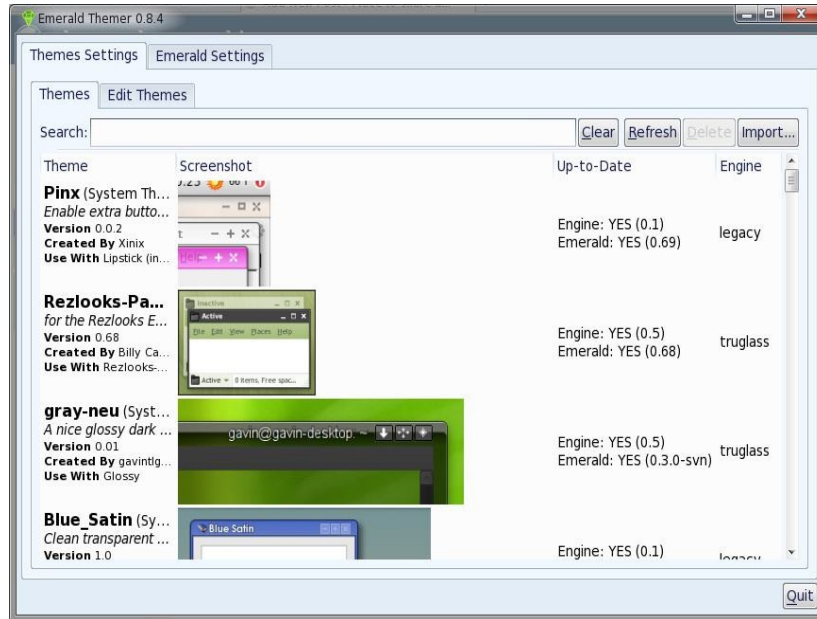 Emerald Themer 0.8.4
Themes Settings
Emerald Settings
Themes
Edit Themes
Search:
Clear
Refresh
Delete
Import...
Theme
Screenshot
Up-to-Date
Engine
Pinx (System Th...
Enable extra butto...
Version 0.0.2
Created By Xinix
Use With Lipstick (in...
Engine: YES (0.1)
Emerald: YES (0.69)
legacy
Rezlooks-Pa...
for the Rezlooks E...
Version 0.68
Created By Billy Ca...
Use With Rezlooks-...
Inactive
Active
File Edit View Places Help
Active
0 items, Free spac...
Engine: YES (0.5)
Emerald: YES (0.68)
truglass
gray-neu (Syst...
A nice glossy dark ...
Version 0.01
Created By gavintlg...
Use With Glossy
gavin@gavin-desktop: ~
Engine: YES (0.5)
Emerald: YES (0.3.0-svn)
truglass
Blue_Satin (Sy...
Clean transparent ...
Version 1.0
Blue Satin
Engine: YES (0.1)
legacy
Quit